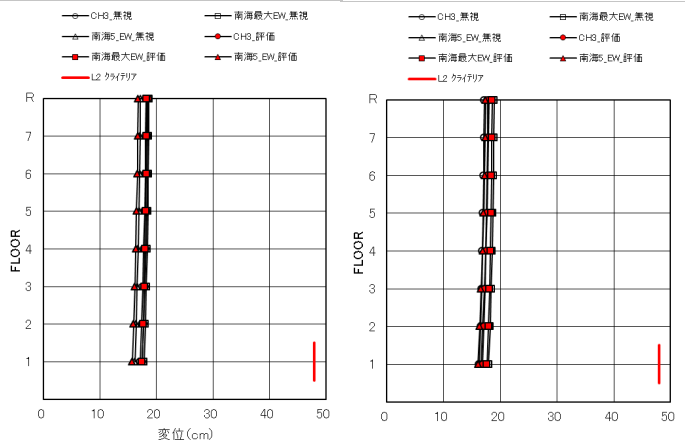 CH3_無視 南海最大EW_無視
南海5_EW_無視 CH3_評価
南海最大EW_評価 南海5_EW_評価
L2 クライテリア
R
7
6
5
4
3
2
1
FLOOR
0 10 20 30 40 50
変位(cm)
CH3_無視 南海最大EW_無視
南海5_EW_無視 CH3_評価
南海最大EW_評価 南海5_EW_評価
L2 クライテリア
R
7
6
5
4
3
2
1
FLOOR
0 10 20 30 40 50